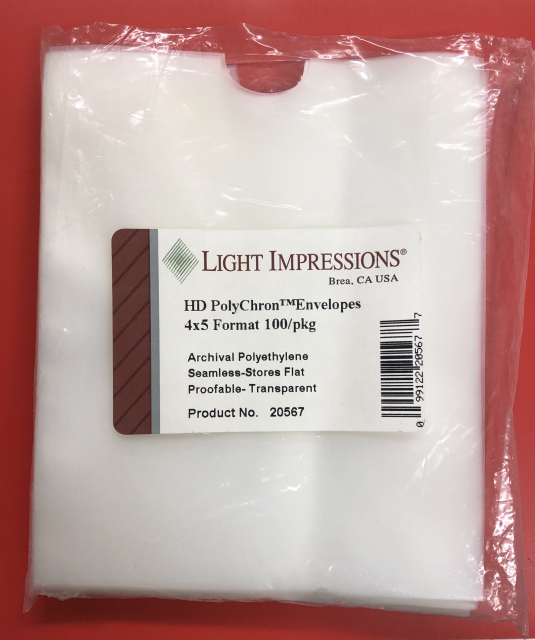 LIGHT IMPRESSIONS®
Brea, CA USA
HD PolyChron™Envelopes
4x5 Format 100/pkg
Archival Polyethylene
Seamless-Stores Flat
Proofable- Transparent
Product No. 20567
0 99122 20567 7